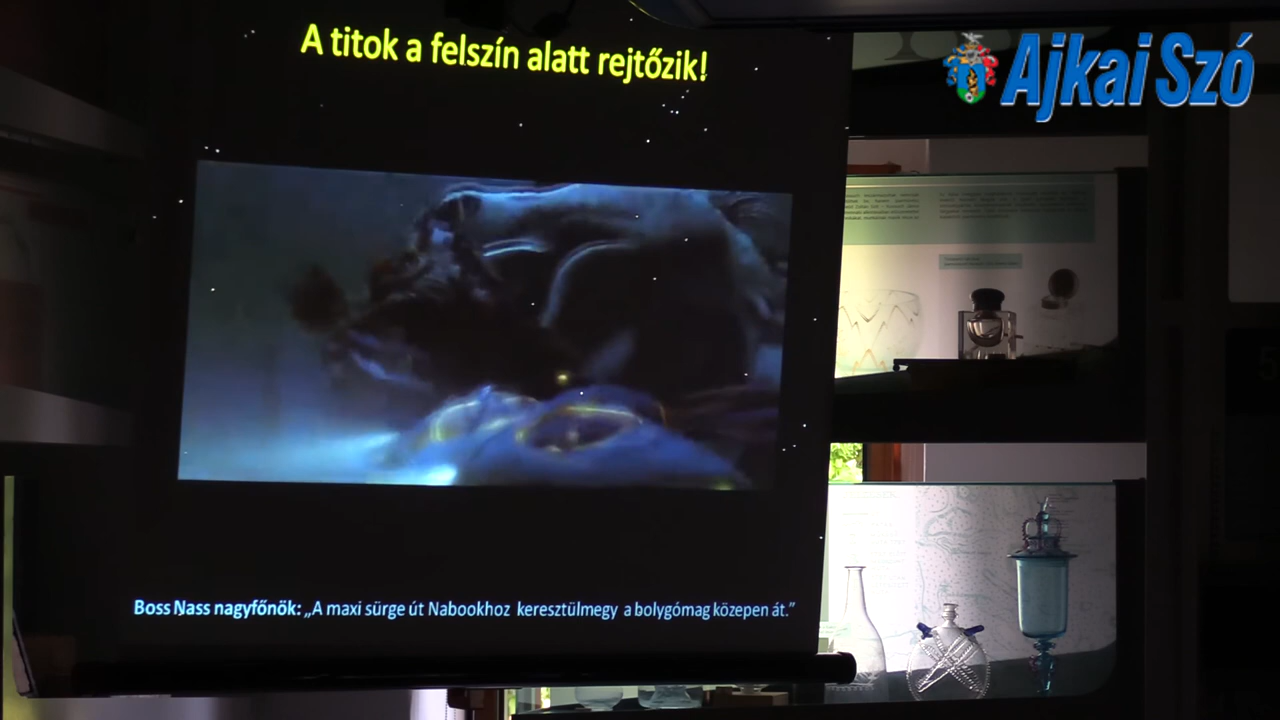 A titok a felszín alatt rejtőzik!
Ajkai Szó
Boss Nass nagyfőnök: „A maxi sürge út Nabookhoz keresztülmegy a bolygómag közepen át.”